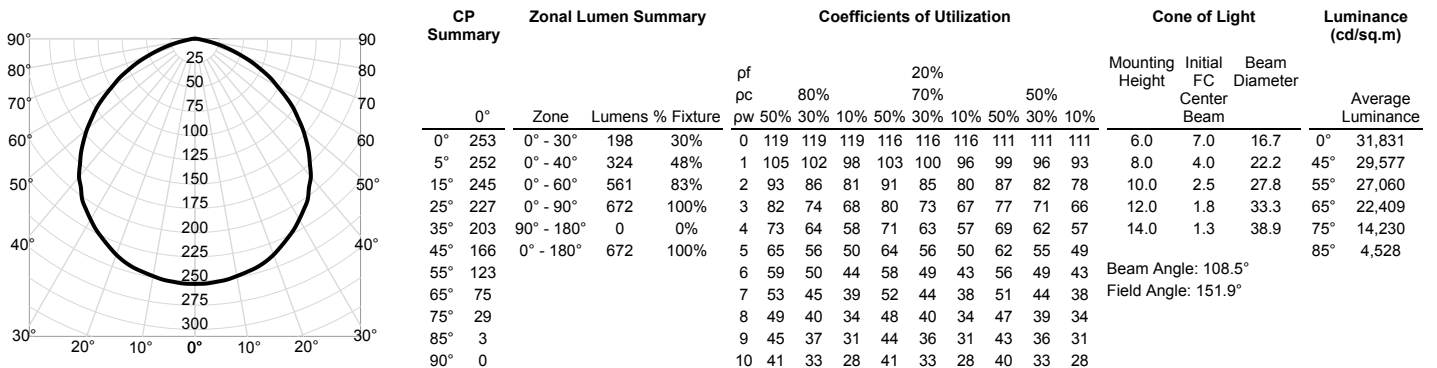 90°
80°
70°
60°
50°
40°
30°
20°
10°
0°
10°
20°
30°
40°
50°
60°
70
80
90
25
50
75
100
125
150
175
200
225
250
275
300
CP Summary
0°
0° 253
5° 252
15° 245
25° 227
35° 203
45° 166
55° 123
65° 75
75° 29
85° 3
90° 0
Zonal Lumen Summary
Zone Lumens % Fixture
0° - 30° 198 30%
0° - 40° 324 48%
0° - 60° 561 83%
0° - 90° 672 100%
90° - 180° 0 0%
0° - 180° 672 100%
Coefficients of Utilization
ρf 20%
ρc 80% 70% 50%
ρw 50% 30% 10% 50% 30% 10% 50% 30% 10%
0 119 119 119 116 116 116 111 111 111
1 105 102 98 103 100 96 99 96 93
2 93 86 81 91 85 80 87 82 78
3 82 74 68 80 73 67 77 71 66
4 73 64 58 71 63 57 69 62 57
5 65 56 50 64 56 50 62 55 49
6 59 50 44 58 49 43 56 49 43
7 53 45 39 52 44 38 51 44 38
8 49 40 34 48 40 34 47 39 34
9 45 37 31 44 36 31 43 36 31
10 41 33 28 41 33 28 40 33 28
Cone of Light
Mounting Height Initial FC Center Beam Beam Diameter
6.0 7.0 16.7
8.0 4.0 22.2
10.0 2.5 27.8
12.0 1.8 33.3
14.0 1.3 38.9
Beam Angle: 108.5°
Field Angle: 151.9°
Luminance
(cd/sq.m)
Average
Luminance
0° 31,831
45° 29,577
55° 27,060
65° 22,409
75° 14,230
85° 4,528